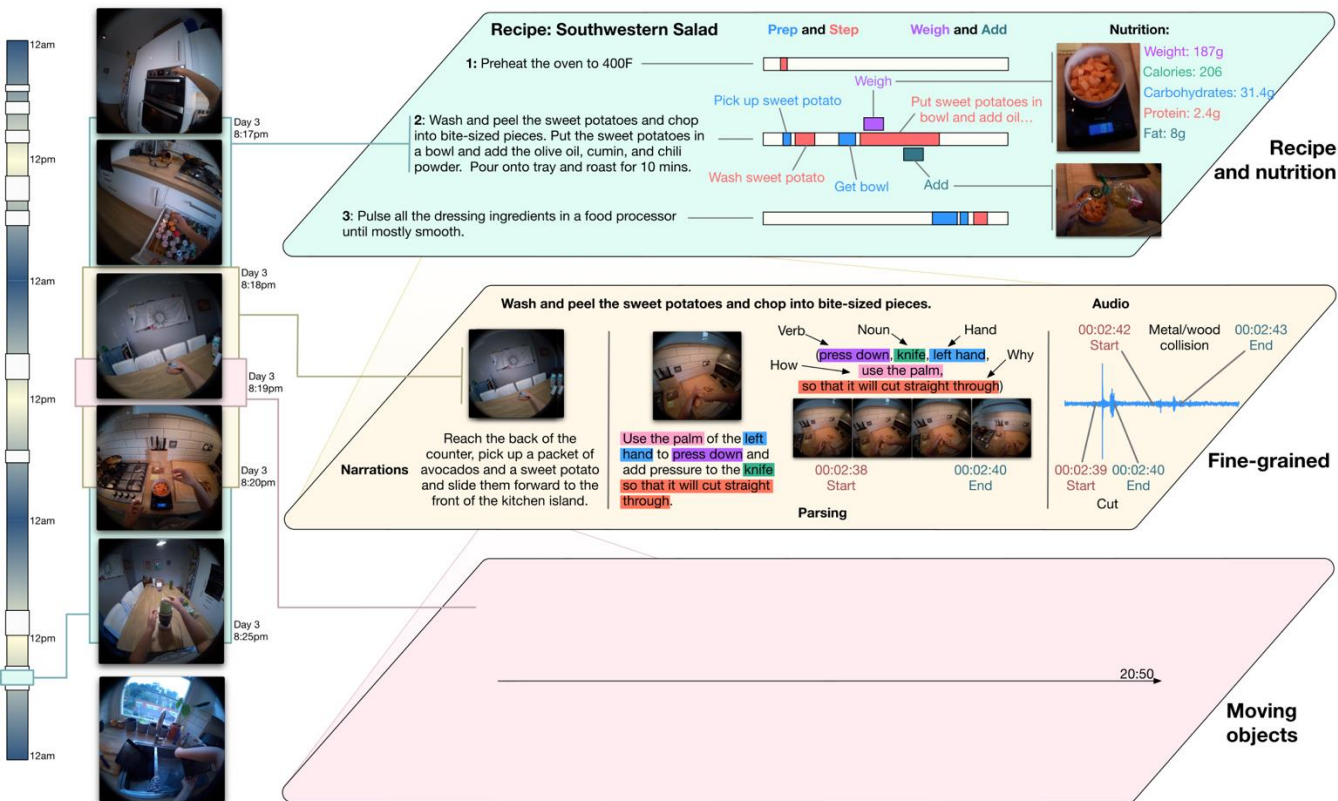 12am
12pm
12am
12pm
12am
12pm
12am
Day 3
8:17pm
Day 3
8:18pm
Day 3
8:19pm
Day 3
8:20pm
Day 3
8:25pm
Recipe: Southwestern Salad
Prep and Step
Weigh and Add
Nutrition:
1: Preheat the oven to 400F
Weigh
Weight: 187g
Calories: 206
Carbohydrates: 31.4g
Protein: 2.4g
Fat: 8g
2: Wash and peel the sweet potatoes and chop
into bite-sized pieces. Put the sweet potatoes in
a bowl and add the olive oil, cumin, and chili
powder. Pour onto tray and roast for 10 mins.
Pick up sweet potato
Put sweet potatoes in
bowl and add oil...
Wash sweet potato
Get bowl
Add
3: Pulse all the dressing ingredients in a food processor
until mostly smooth.
Recipe
and nutrition
Wash and peel the sweet potatoes and chop into bite-sized pieces.
Audio
Narrations
Reach the back of the
counter, pick up a packet of
avocados and a sweet potato
and slide them forward to the
front of the kitchen island.
Use the palm of the left
hand to press down and
add pressure to the knife
so that it will cut straight
through.
Verb
Noun
Hand
(press down, knife, left hand,
How
Why
use the palm,
so that it will cut straight through)
00:02:38
Start
00:02:40
End
Parsing
00:02:42
Start
Metal/wood
collision
00:02:43
End
00:02:39
Start
00:02:40
End
Cut
Fine-grained
20:50
Moving
objects